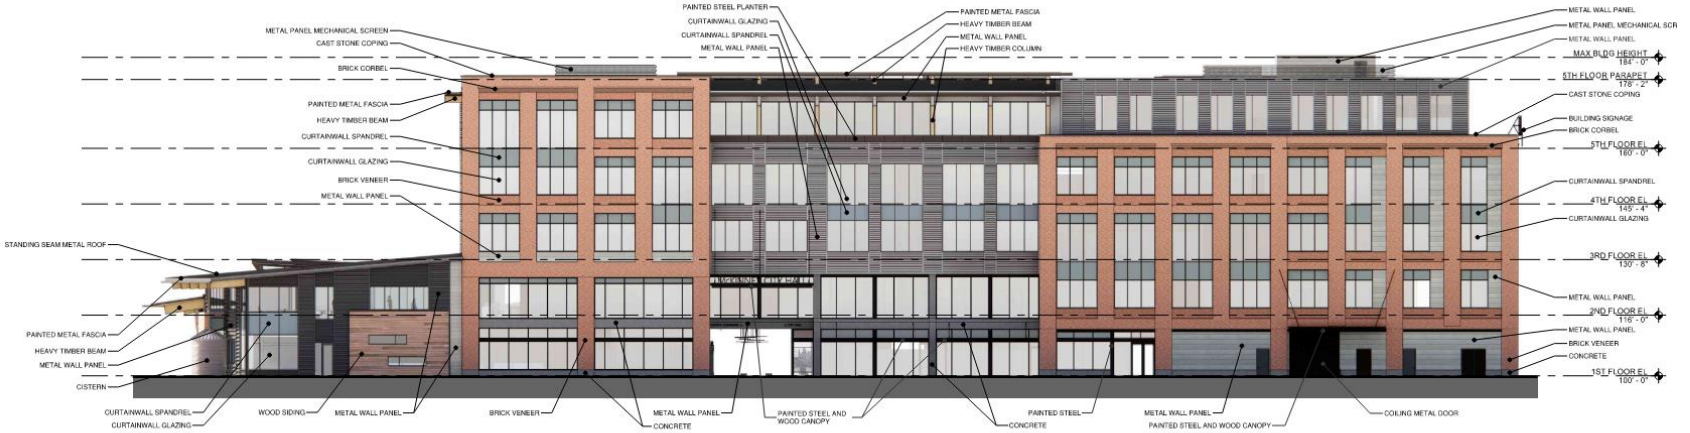 PAINTED STEEL PLANTER
CURTAINWALL GLAZING
CURTAINWALL SPANDREL
METAL WALL PANEL
METAL PANEL MECHANICAL SCREEN
CAST STONE COPING
BRICK CORBEL
PAINTED METAL FASCIA
HEAVY TIMBER BEAM
CURTAINWALL SPANDREL
CURTAINWALL GLAZING
BRICK VENEER
METAL WALL PANEL
STANDING SEAM METAL ROOF
PAINTED METAL FASCIA
HEAVY TIMBER BEAM
METAL WALL PANEL
CISTERN
CURTAINWALL SPANDREL
CURTAINWALL GLAZING
WOOD SIDING
METAL WALL PANEL
BRICK VENEER
CONCRETE
METAL WALL PANEL
PAINTED STEEL AND
WOOD CANOPY
CONCRETE
PAINTED STEEL
METAL WALL PANEL
PAINTED STEEL AND WOOD CANOPY
COILING METAL DOOR
PAINTED METAL FASCIA
HEAVY TIMBER BEAM
METAL WALL PANEL
HEAVY TIMBER COLUMN
METAL WALL PANEL
METAL PANEL MECHANICAL SCR
METAL WALL PANEL
MAX BLDG HEIGHT
184' - 0"
5TH FLOOR PARAPET
178' - 2"
CAST STONE COPING
BUILDING SIGNAGE
BRICK CORBEL
5TH FLOOR EL
160' - 0"
CURTAINWALL SPANDREL
4TH FLOOR EL
145' - 4"
CURTAINWALL GLAZING
3RD FLOOR EL
130' - 8"
METAL WALL PANEL
2ND FLOOR EL
116' - 0"
METAL WALL PANEL
BRICK VENEER
CONCRETE
1ST FLOOR EL
100' - 0"